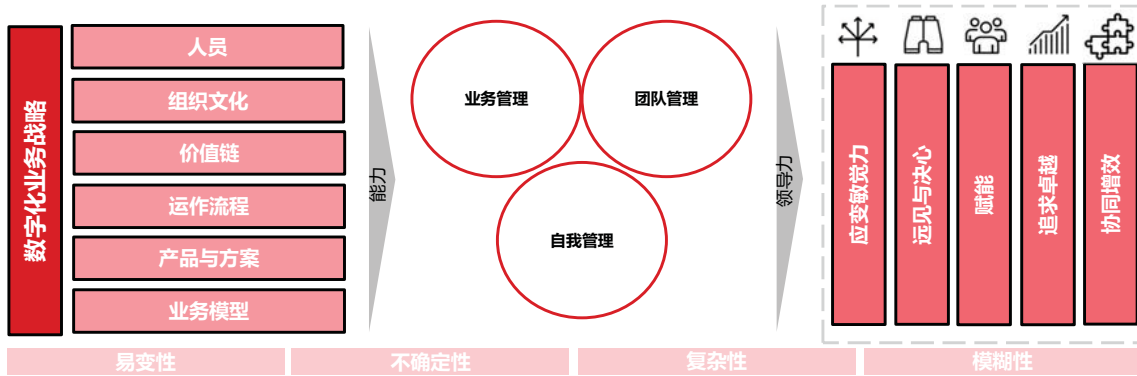 数字化业务战略
人员
组织文化
价值链
运作流程
产品与方案
业务模型
能力
业务管理
团队管理
自我管理
领导力
应变敏觉力
远见与决心
赋能
追求卓越
协同增效
易变性
不确定性
复杂性
模糊性